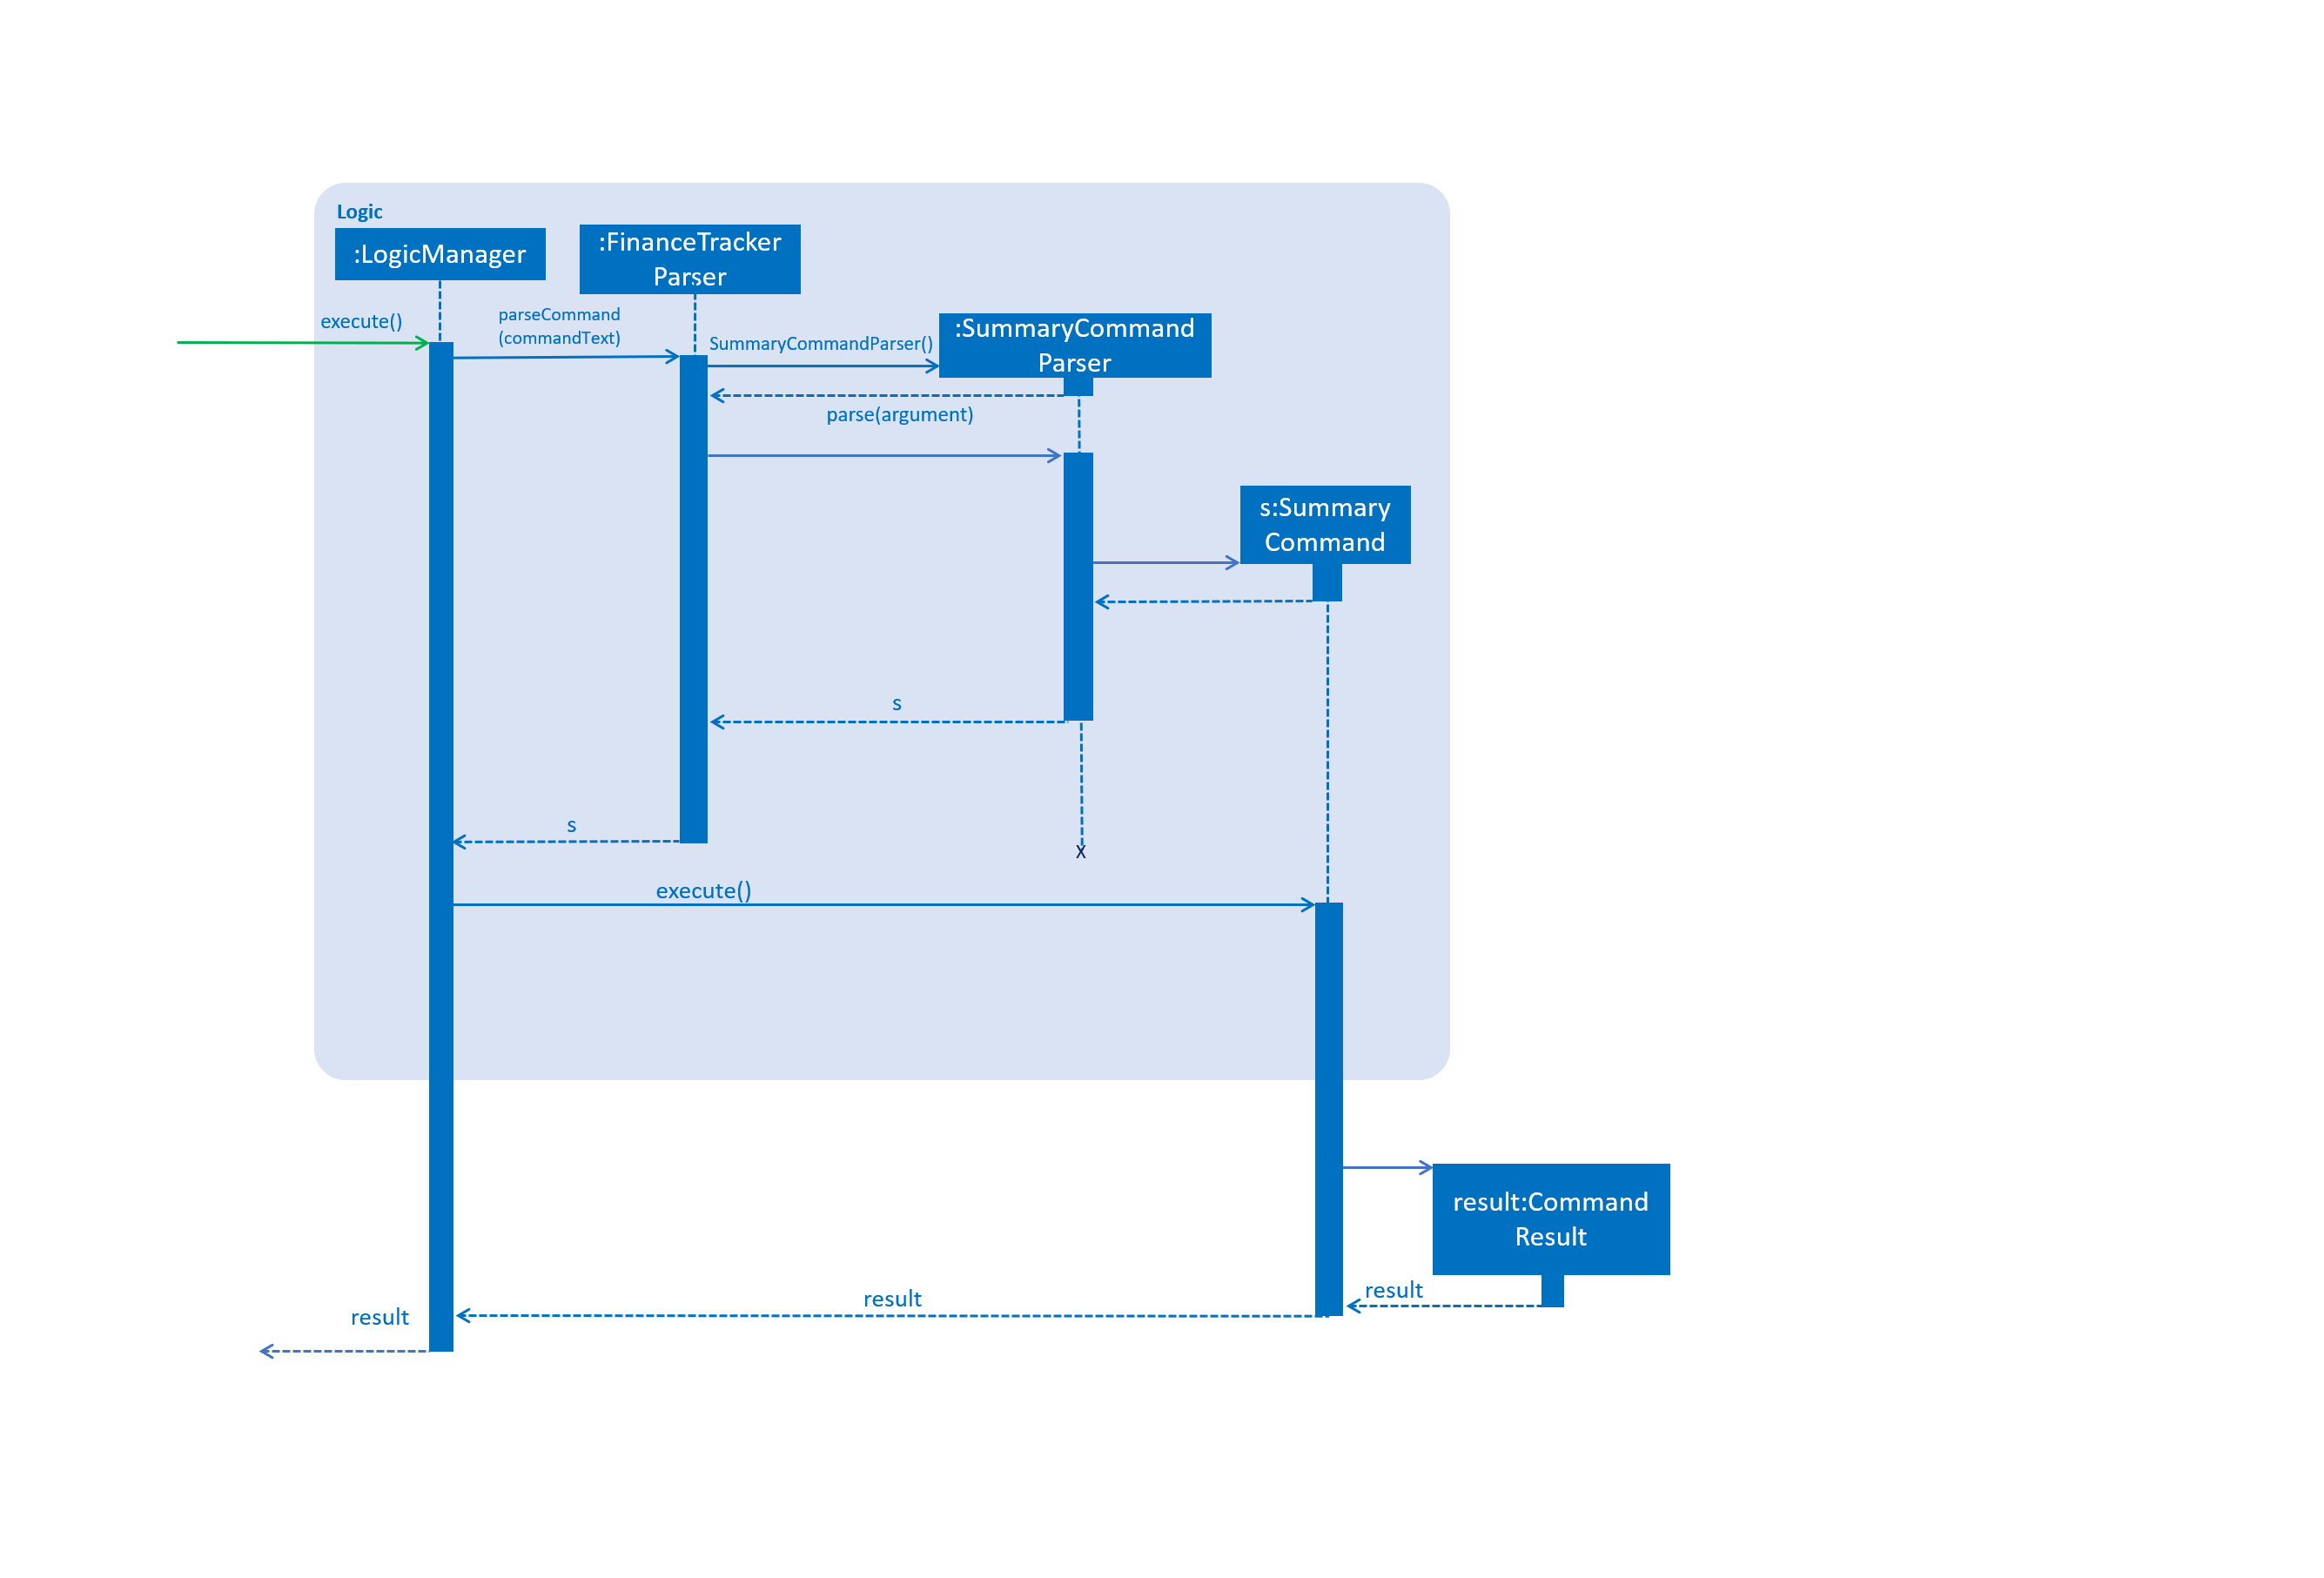 Logic
:LogicManager
:FinanceTracker
Parser
execute()
parseCommand
(commandText)
SummaryCommandParser()
:SummaryCommand
Parser
parse(argument)
s:Summary
Command
s
s
X
execute()
result:Command
Result
result
result
result